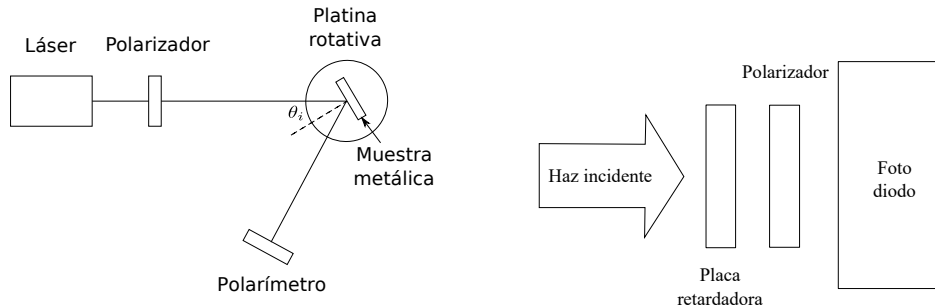 Láser
Polarizador
Platina
rotativa
θi
Muestra
metálica
Polarímetro
Haz incidente
Placa
retardadora
Polarizador
Foto
diodo